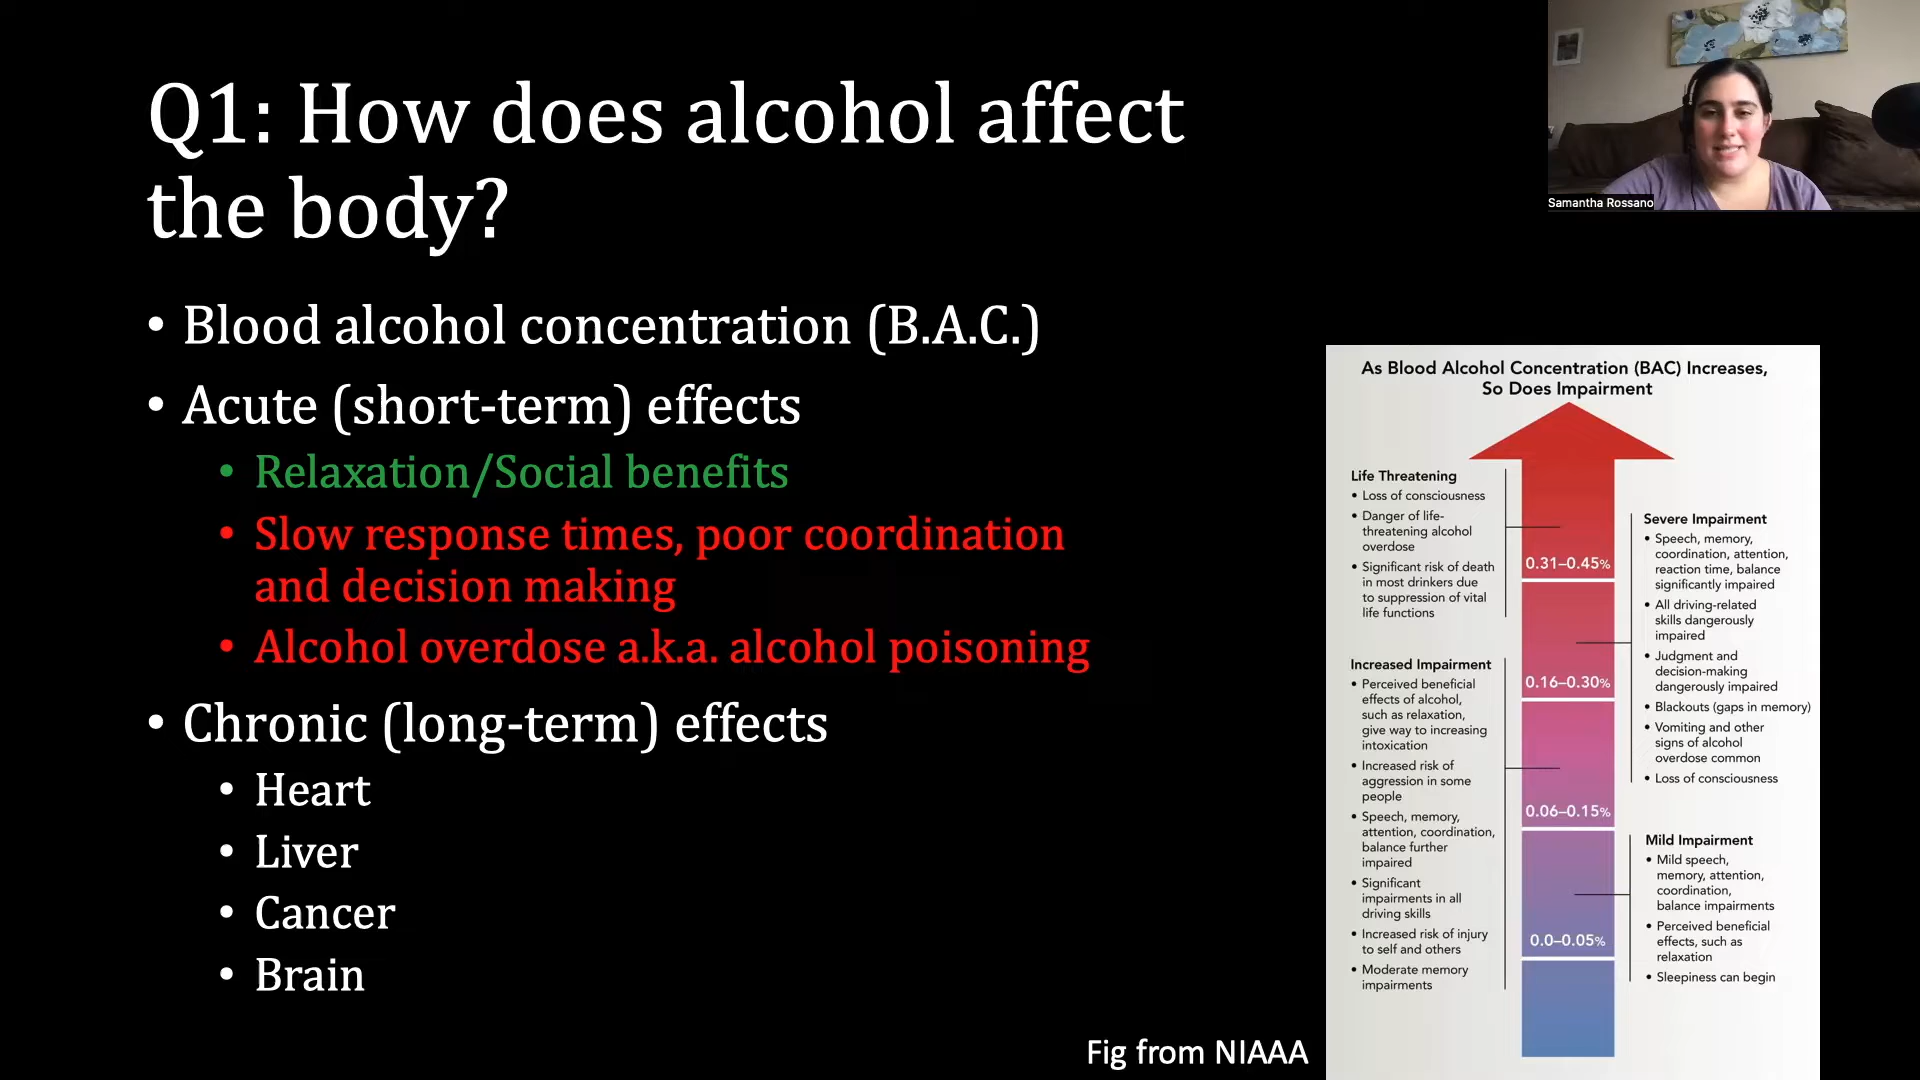 Q1: How does alcohol affect
the body?
• Blood alcohol concentration (B.A.C.)
• Acute (short-term) effects
• Relaxation/Social benefits
• Slow response times, poor coordination
and decision making
• Alcohol overdose a.k.a. alcohol poisoning
• Chronic (long-term) effects
• Heart
• Liver
• Cancer
• Brain
Fig from NIAAA
Samantha Rossano
As Blood Alcohol Concentration (BAC) Increases,
So Does Impairment
Life Threatening
• Loss of consciousness
• Danger of life-
threatening alcohol
overdose
• Significant risk of death
in most drinkers due
to suppression of vital
life functions
Increased Impairment
• Perceived beneficial
effects of alcohol,
such as relaxation,
give way to increasing
intoxication
• Increased risk of
aggression in some
people
• Speech, memory,
attention, coordination,
balance further
impaired
• Significant
impairments in all
driving skills
• Increased risk of injury
to self and others
• Moderate memory
impairments
0.31–0.45%
0.16–0.30%
0.06–0.15%
0.0–0.05%
Severe Impairment
• Speech, memory,
coordination, attention,
reaction time, balance
significantly impaired
• All driving-related
skills dangerously
impaired
• Judgment and
decision-making
dangerously impaired
• Blackouts (gaps in memory)
• Vomiting and other
signs of alcohol
overdose common
• Loss of consciousness
Mild Impairment
• Mild speech,
memory, attention,
coordination,
balance impairments
• Perceived beneficial
effects, such as
relaxation
• Sleepiness can begin